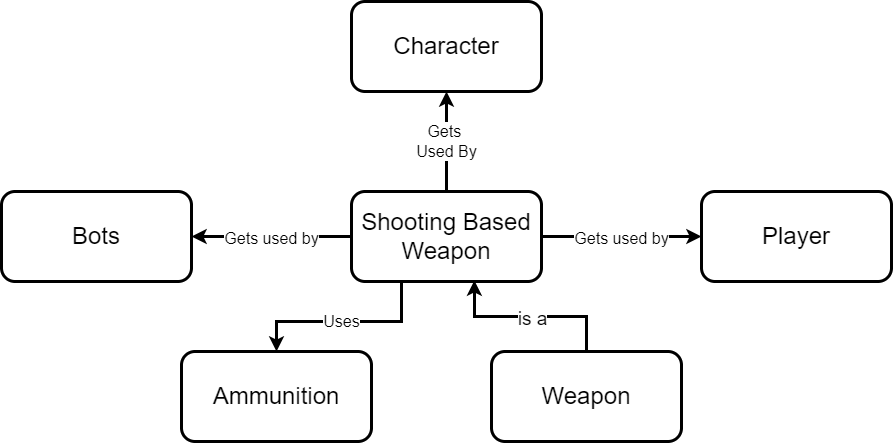 Character
Gets
Used By
Bots
Gets used by
Shooting Based
Weapon
Gets used by
Player
Uses
is a
Ammunition
Weapon